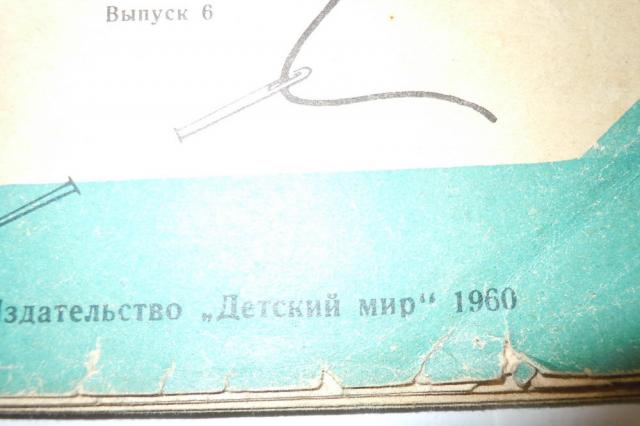 Выпуск 6
Издательство „Детский мир“ 1960